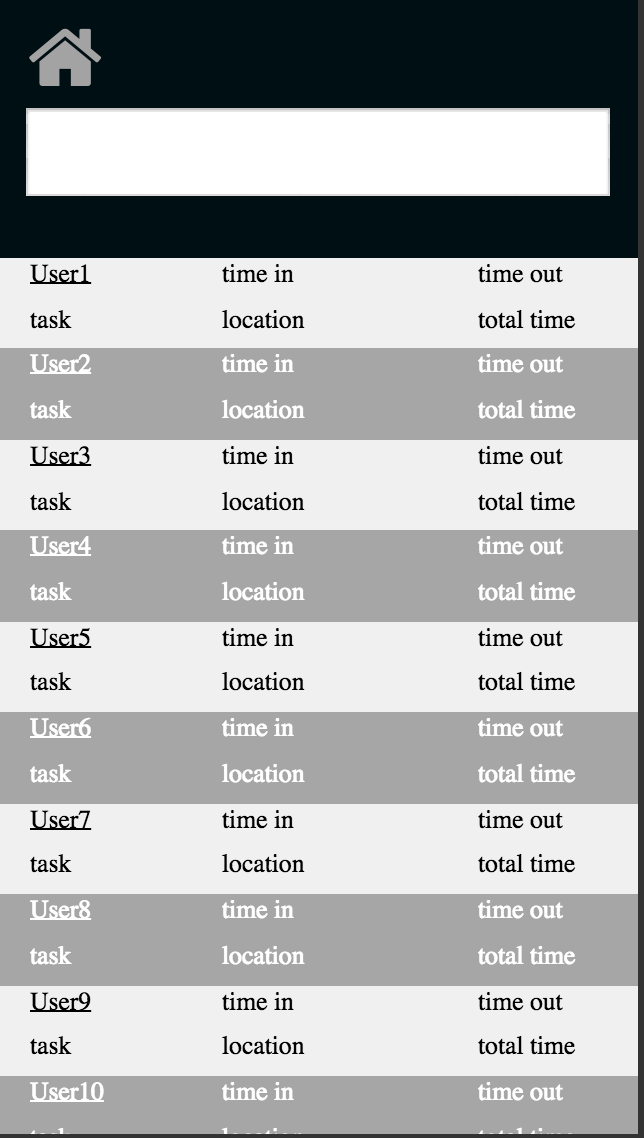 User1 time in time out
task location total time
User2 time in time out
task location total time
User3 time in time out
task location total time
User4 time in time out
task location total time
User5 time in time out
task location total time
User6 time in time out
task location total time
User7 time in time out
task location total time
User8 time in time out
task location total time
User9 time in time out
task location total time
User10 time in time out